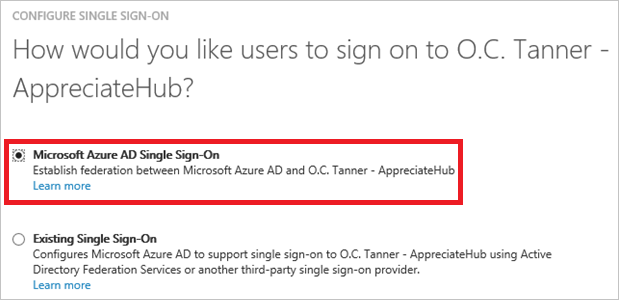 CONFIGURE SINGLE SIGN-ON
How would you like users to sign on to O.C. Tanner -
AppreciateHub?
Microsoft Azure AD Single Sign-On
Establish federation between Microsoft Azure AD and O.C. Tanner - AppreciateHub
Learn more
Existing Single Sign-On
Configures Microsoft Azure AD to support single sign-on to O.C. Tanner - AppreciateHub using Active
Directory Federation Services or another third-party single sign-on provider.
Learn more